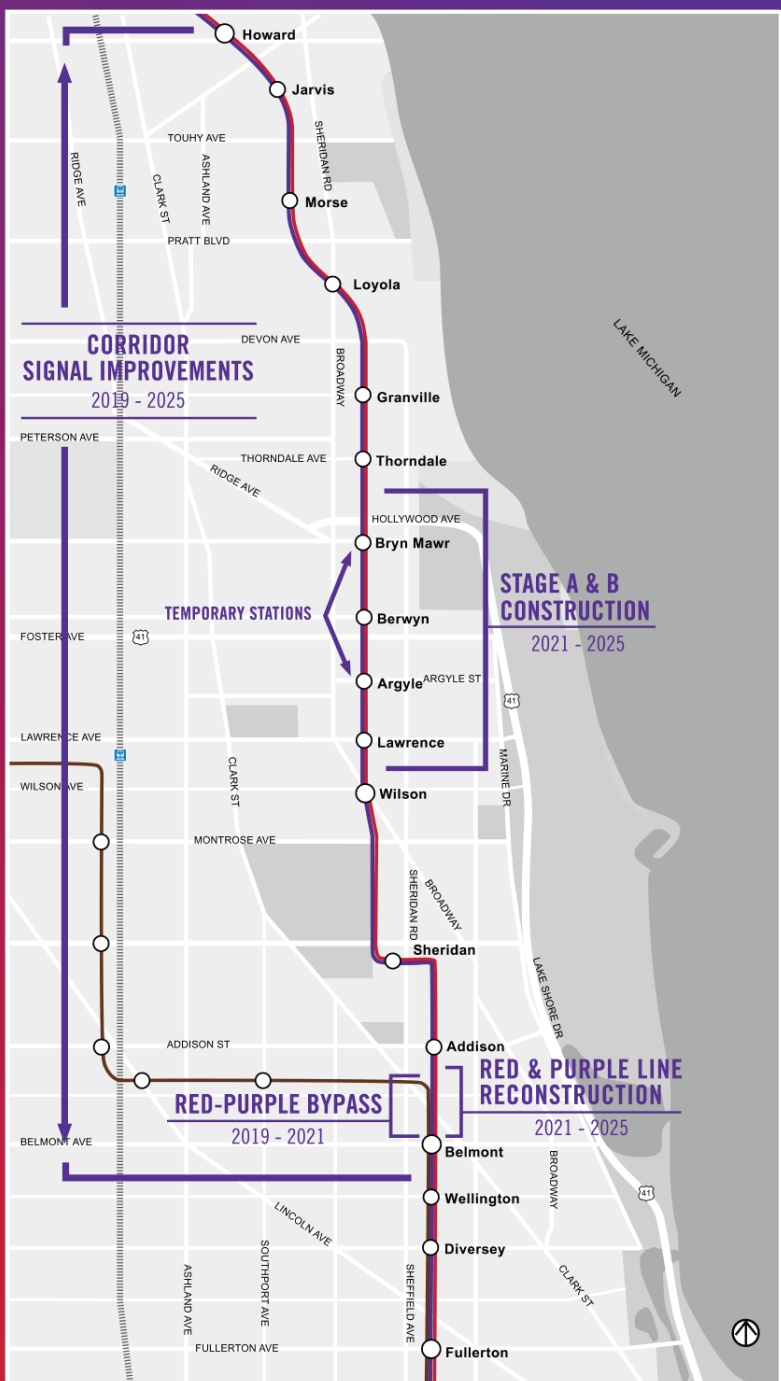 Howard
Jarvis
TOUHY AVE
SHERIDAN RD
RIDGE AVE
CLARK ST
ASHLAND AVE
Morse
PRATT BLVD
Loyola
CORRIDOR
SIGNAL IMPROVEMENTS
2019 - 2025
DEVON AVE
BROADWAY
LAKE MICHIGAN
Granville
PETERSON AVE
THORNDALE AVE
Thorndale
RIDGE AVE
HOLLYWOOD AVE
Bryn Mawr
STAGE A & B
CONSTRUCTION
2021 - 2025
TEMPORARY STATIONS
Berwyn
FOSTER AVE
41
Argyle
ARGYLE ST
41
LAWRENCE AVE
Lawrence
WILSON AVE
CLARK ST
MARINE DR
Wilson
MONTROSE AVE
SHERIDAN RD
BROADWAY
Sheridan
LAKE SHORE DR
ADDISON ST
Addison
RED & PURPLE LINE
RECONSTRUCTION
2021 - 2025
RED-PURPLE BYPASS
2019 - 2021
BELMONT AVE
Belmont
BROADWAY
Wellington
41
LINCOLN AVE
Diversey
ASHLAND AVE
SOUTHPORT AVE
SHEFFIELD AVE
CLARK ST
FULLERTON AVE
Fullerton